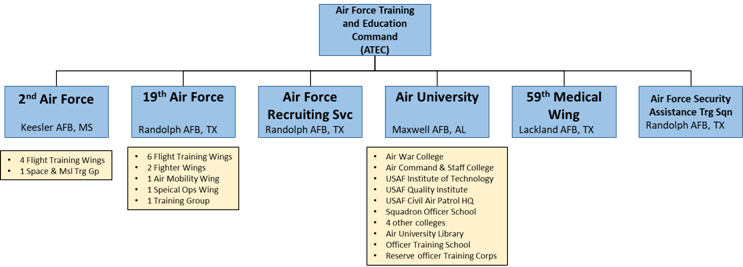 Air Force Training
and Education
Command
(ATEC)
2nd Air Force
Keesler AFB, MS
19th Air Force
Randolph AFB, TX
Air Force
Recruiting Svc
Randolph AFB, TX
Air University
Maxwell AFB, AL
59th Medical
Wing
Lackland AFB, TX
Air Force Security
Assistance Trg Sqn
Randolph AFB, TX
• 4 Flight Training Wings
• 1 Space & Msl Trg Gp
• 6 Flight Training Wings
• 2 Fighter Wings
• 1 Air Mobility Wing
• 1 Speical Ops Wing
• 1 Training Group
• Air War College
• Air Command & Staff College
• USAF Institute of Technology
• USAF Quality Institute
• USAF Civil Air Patrol HQ
• Squadron Officer School
• 4 other colleges
• Air University Library
• Officer Training School
• Reserve officer Training Corps